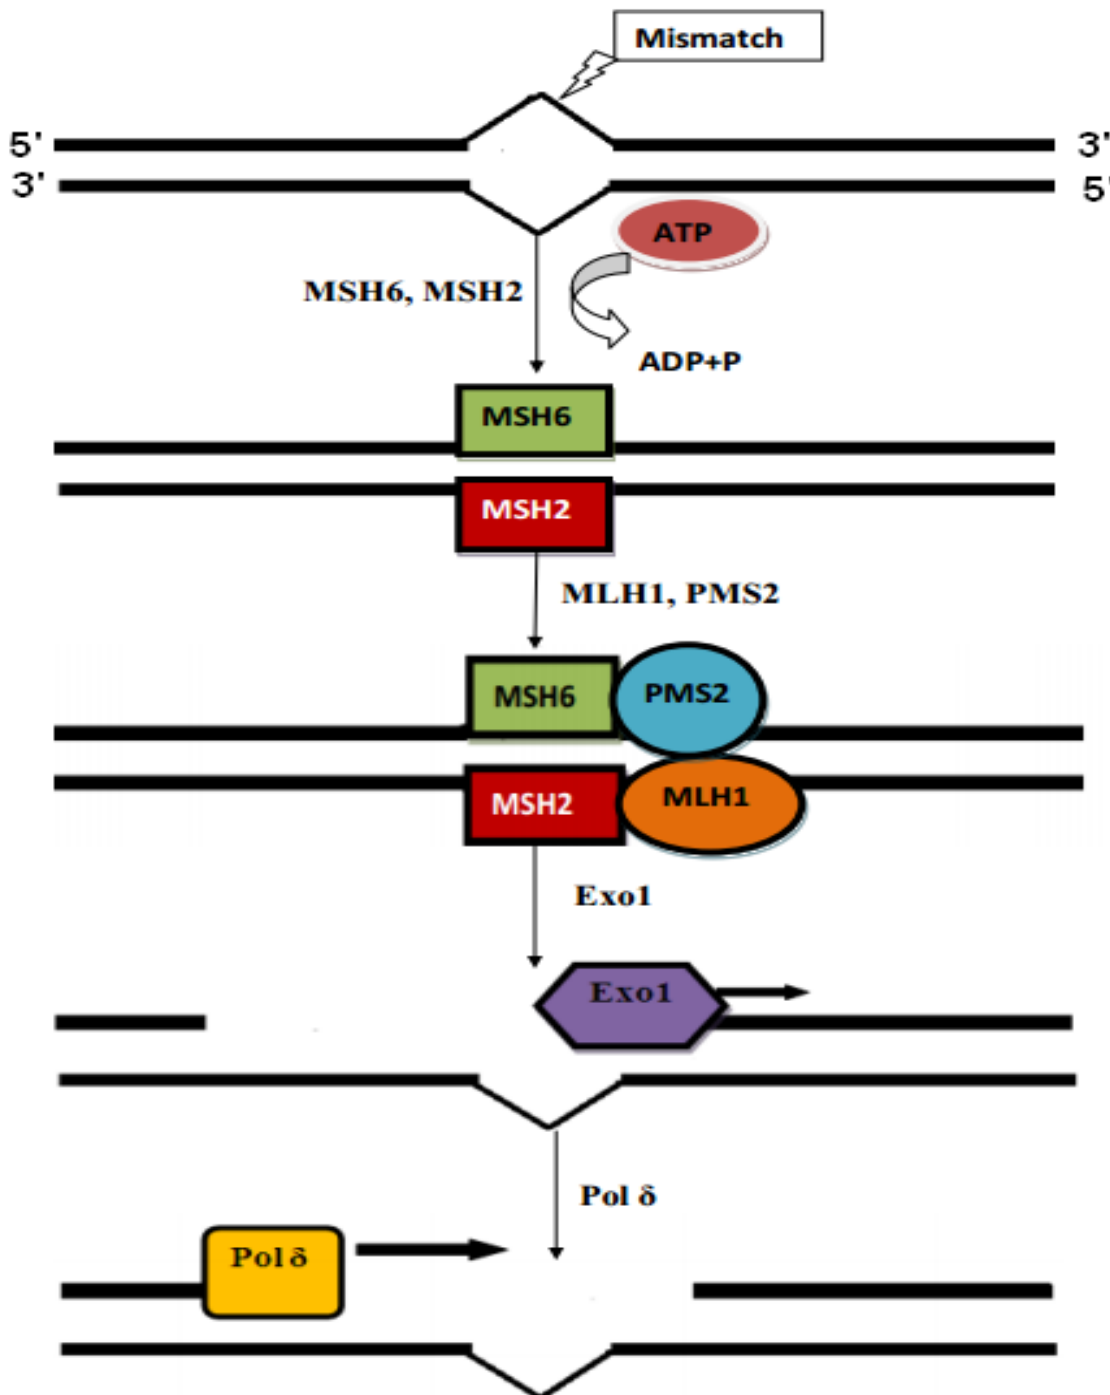 Mismatch
5' 3'
3' 5'
ATP
MSH6, MSH2
ADP+P
MSH6
MSH2
MLH1, PMS2
MSH6 PMS2
MSH2 MLH1
Exo1
Exo1
Pol δ
Pol δ